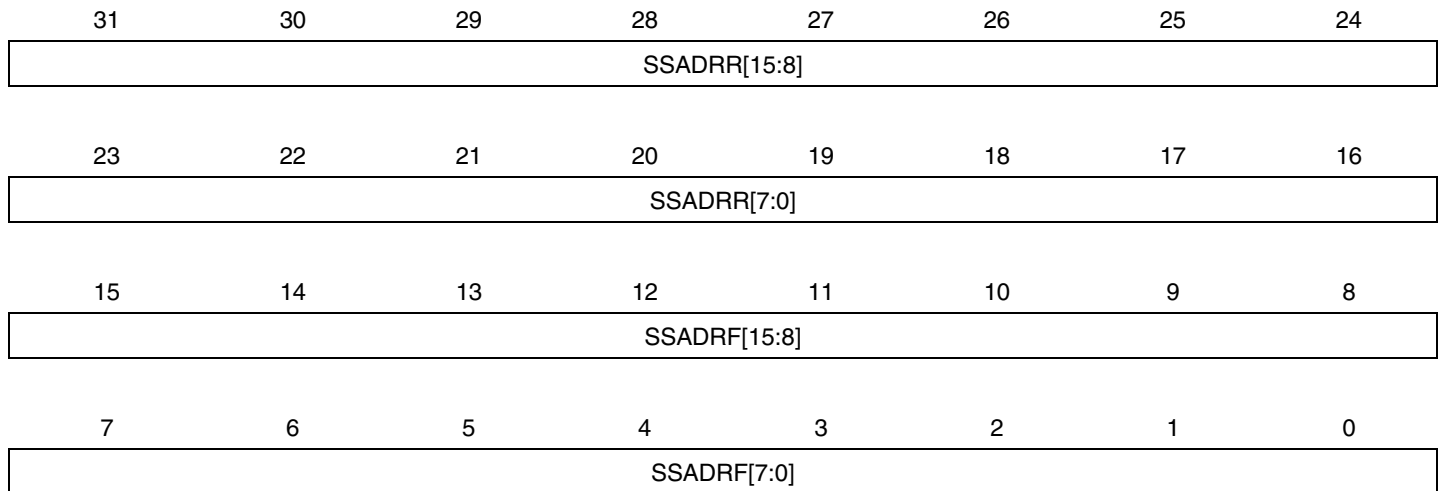 31 30 29 28 27 26 25 24
SSADRR[15:8]
23 22 21 20 19 18 17 16
SSADRR[7:0]
15 14 13 12 11 10 9 8
SSADRF[15:8]
7 6 5 4 3 2 1 0
SSADRF[7:0]